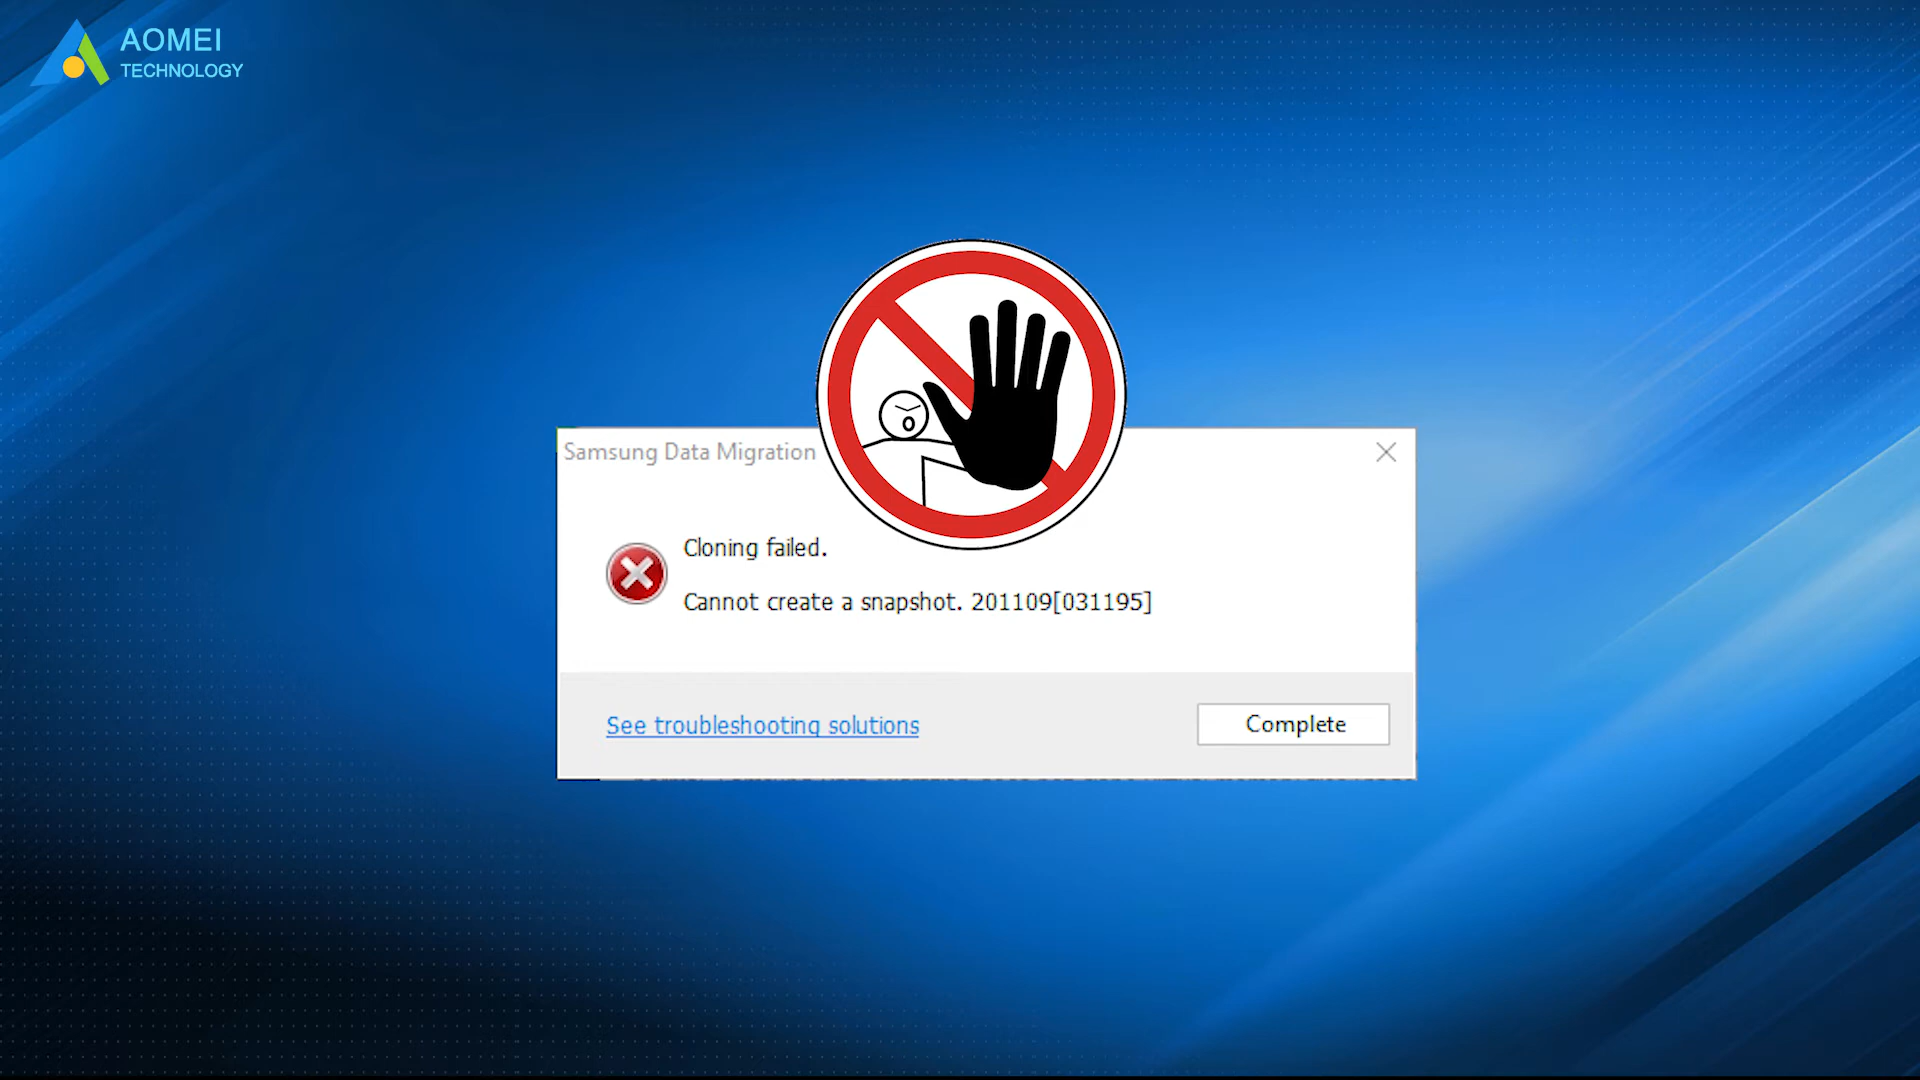 AOMEI
TECHNOLOGY
Samsung Data Migration
Cloning failed.
Cannot create a snapshot. 201109[031195]
See troubleshooting solutions
Complete